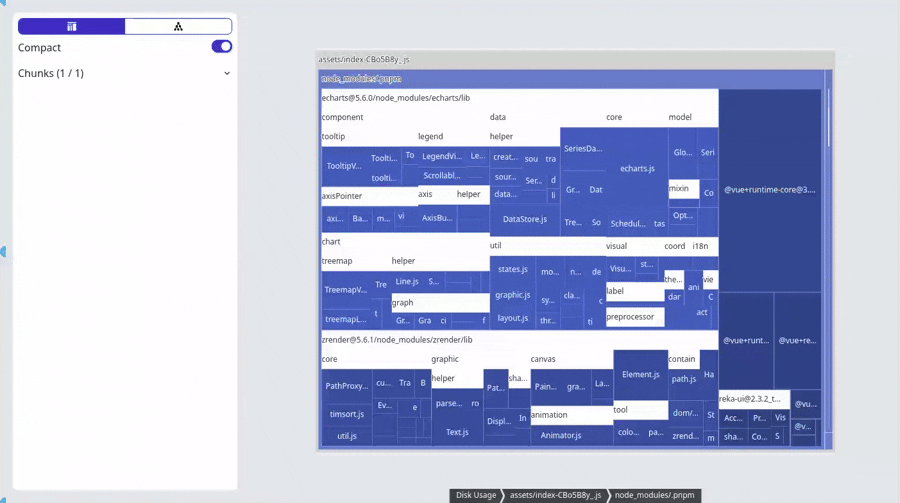 Compact
Chunks (1 / 1)
assets/index-CBo5B8y_.js
node_modules/.pnpm
echarts@5.6.0/node_modules/echarts/lib
component
data
core
model
tooltip
legend
helper
TooltipV...
Toolti...
To
toolti...
LegendVi...
Le...
Scrollabl...
creat...
sou
tra
sour...
Ser...
d
data...
li
DataStore.js
SeriesDa...
echarts.js
Gr...
Dat
Tre...
So
Schedul...
tas
Glo...
Seri
mixin
Co
Opt...
axisPointer
axis
helper
axi...
Ba...
m...
vi
AxisBu...
chart
treemap
helper
TreemapV...
Tre
Line.js
S...
graph
treemapL...
t
Gr...
Gra
ci
f
util
visual
coord
i18n
states.js
mo...
n...
de
graphic.js
sy...
cla...
c
layout.js
thr...
ti
Visu...
st...
label
preprocessor
the...
vie
dar
ani
C
act
zrender@5.6.1/node_modules/zrender/lib
core
graphic
canvas
contain
helper
sha...
PathProxy...
cu...
Tra
B
timsort.js
Ev...
e
util.js
parse...
ro
Text.js
Pat...
Displ...
In
Pain...
gra...
La...
animation
Animator.js
Element.js
tool
colo...
pa...
path.js
Ha
dom/...
St
zrend...
m
@vue+runtime-core@3....
@vue+runt...
@vue+re...
reka-ui@2.3.2_t...
Acc...
Pr...
Vis
sha...
Co...
S
@vu...
@v...
Disk Usage
assets/index-CBo5B8y_.js
node_modules/.pnpm